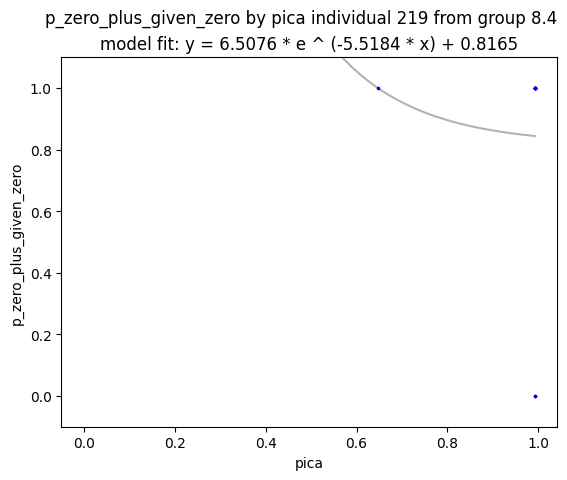 p_zero_plus_given_zero by pica individual 219 from group 8.4
model fit: y = 6.5076 * e ^ (-5.5184 * x) + 0.8165
1.0
0.8
0.6
0.4
0.2
0.0
p_zero_plus_given_zero
0.0 0.2 0.4 0.6 0.8 1.0
pica